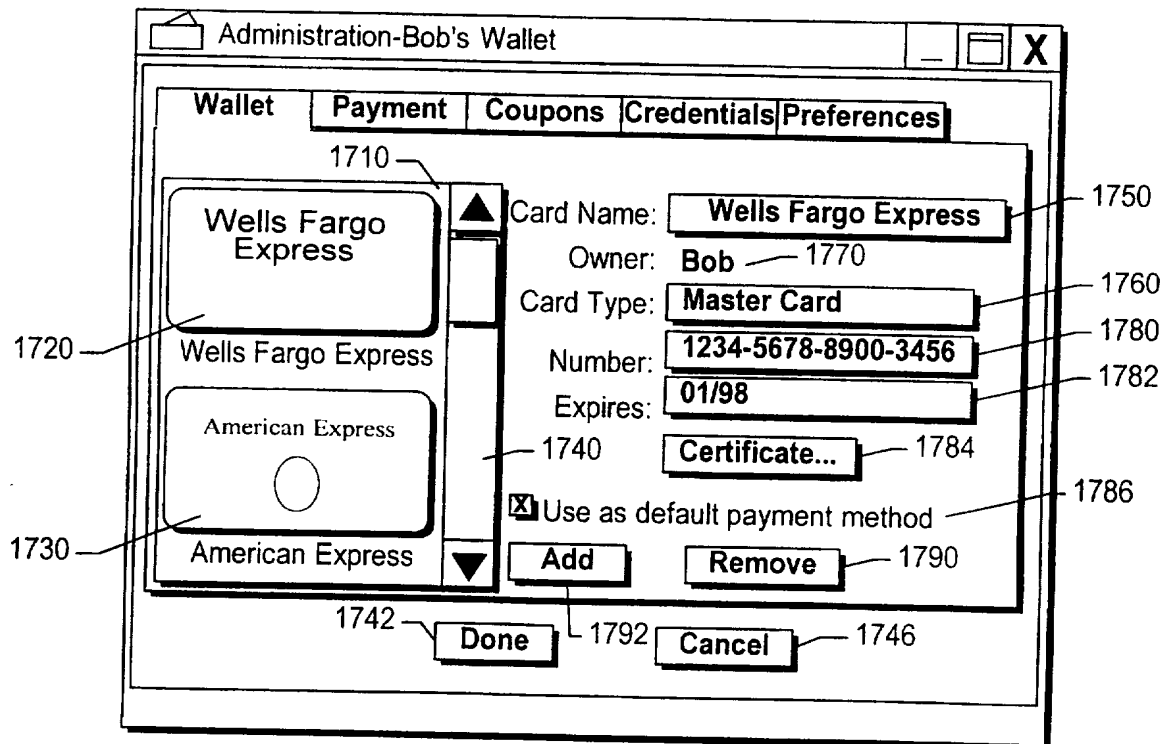 Administration-Bob's Wallet
_ X
Wallet Payment Coupons Credentials Preferences
1710
Wells Fargo
Express
1720
Wells Fargo Express
American Express
1730
American Express
1740
Card Name: Wells Fargo Express 1750
Owner: Bob 1770
Card Type: Master Card 1760
Number: 1234-5678-8900-3456 1780
Expires: 01/98 1782
Certificate... 1784
X Use as default payment method 1786
Add 1792 Remove 1790
1742 Done Cancel 1746